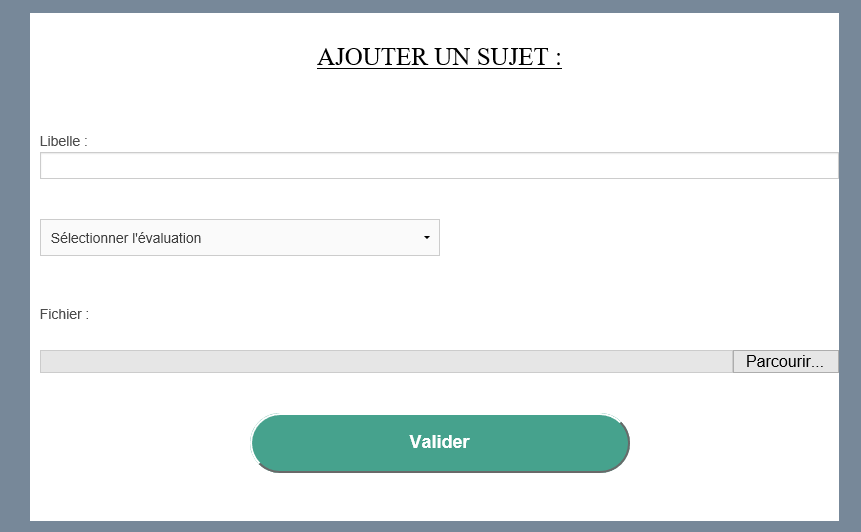 AJOUTER UN SUJET :
Libelle :
Sélectionner l'évaluation
Fichier :
Parcourir...
Valider